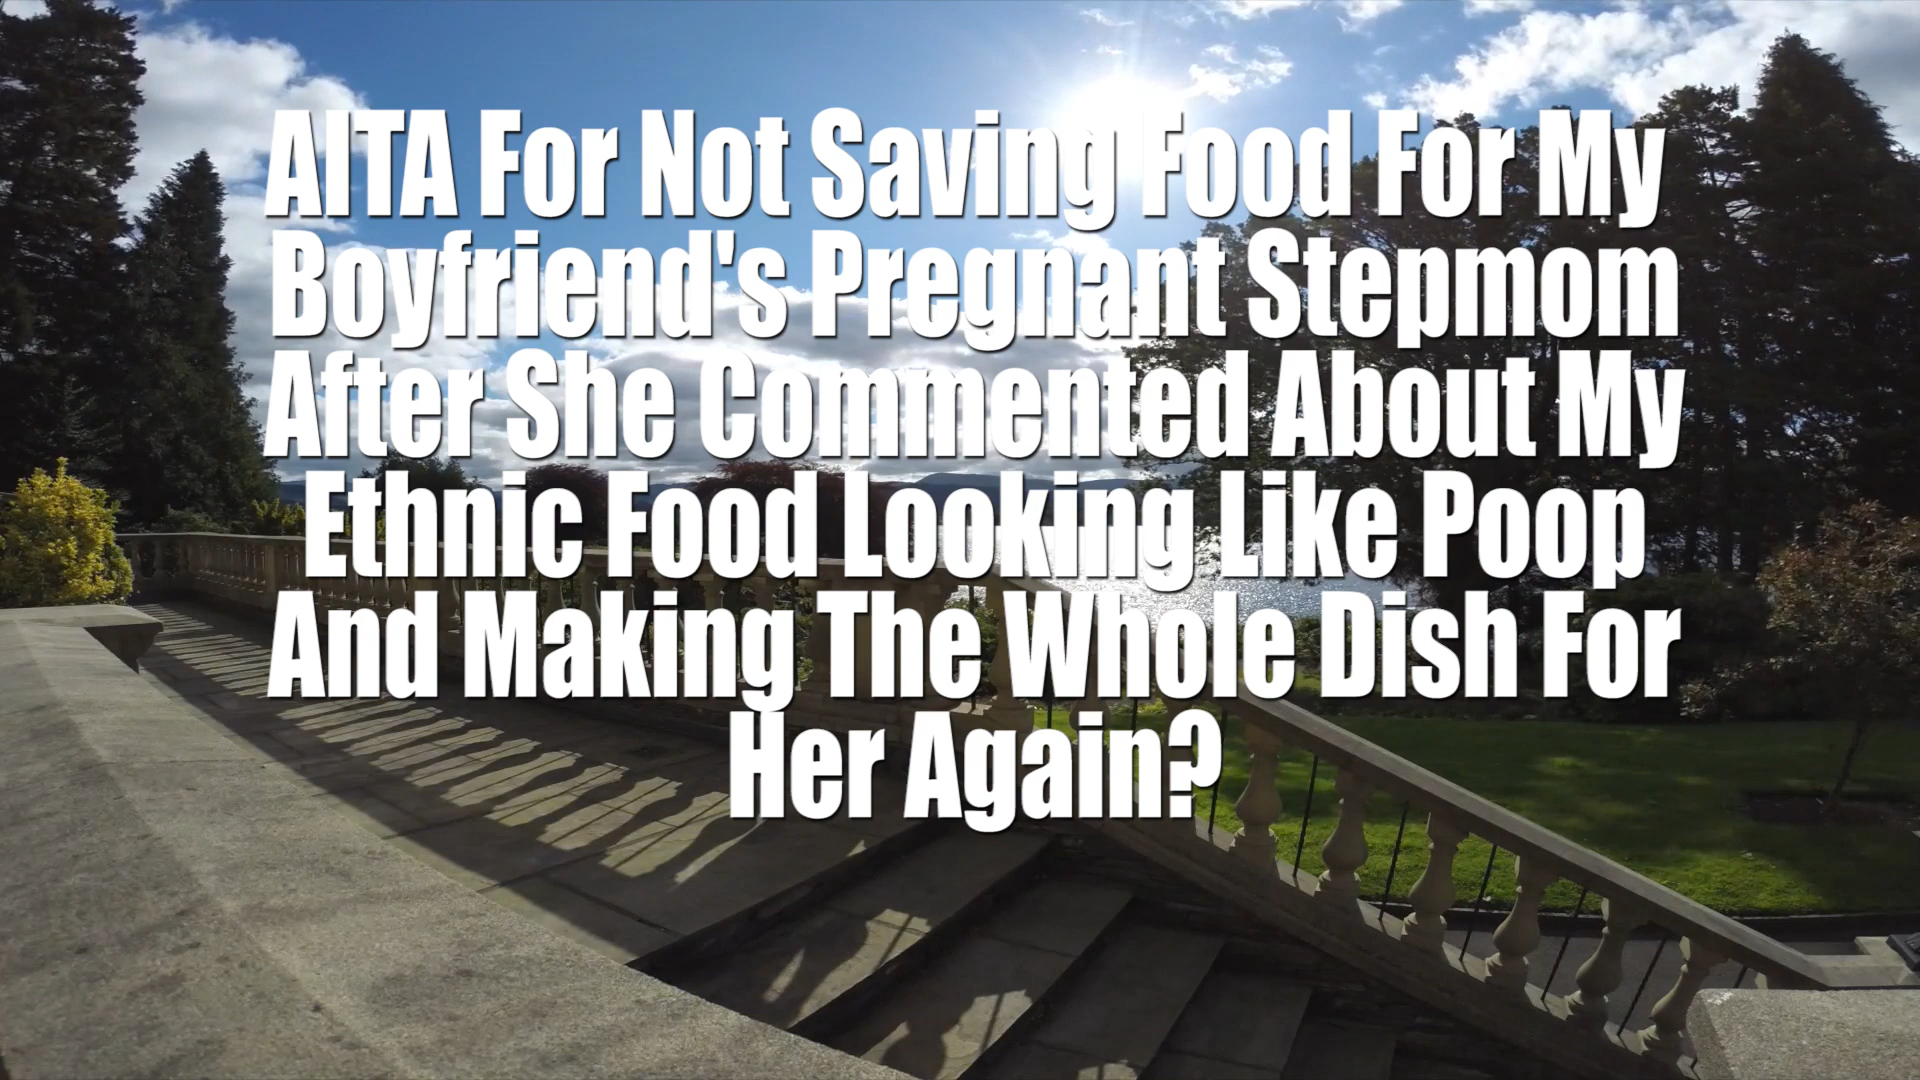 AITA For Not Saving Food For My
Boyfriend's Pregnant Stepmom
After She Commented About My
Ethnic Food Looking Like Poop
And Making The Whole Dish For
Her Again?